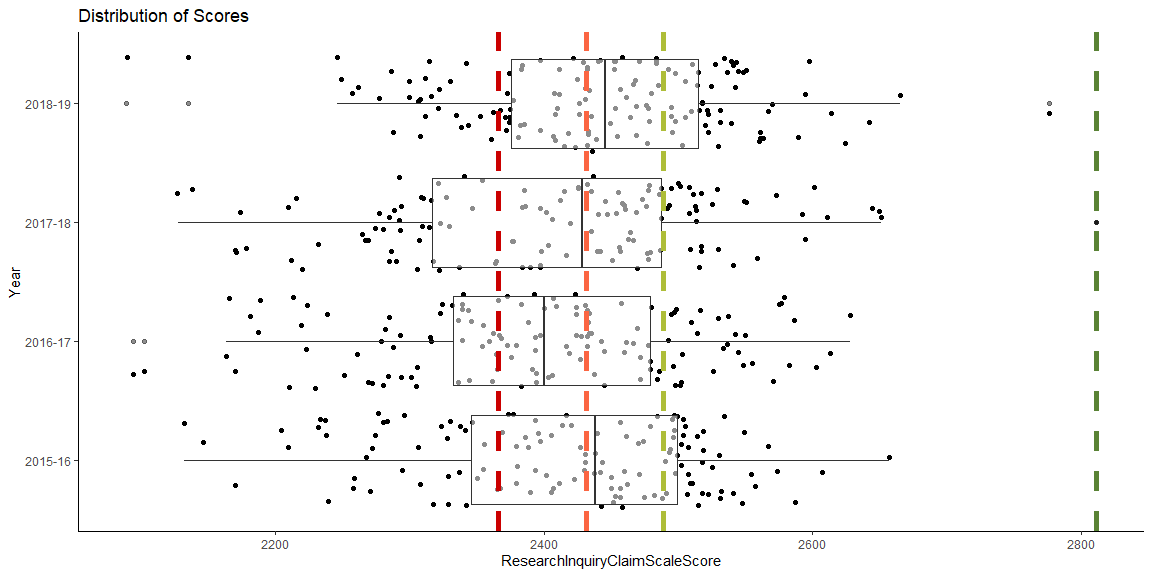 Distribution of Scores
Year
2018-19
2017-18
2016-17
2015-16
2200
2400
2600
2800
ResearchInquiryClaimScaleScore